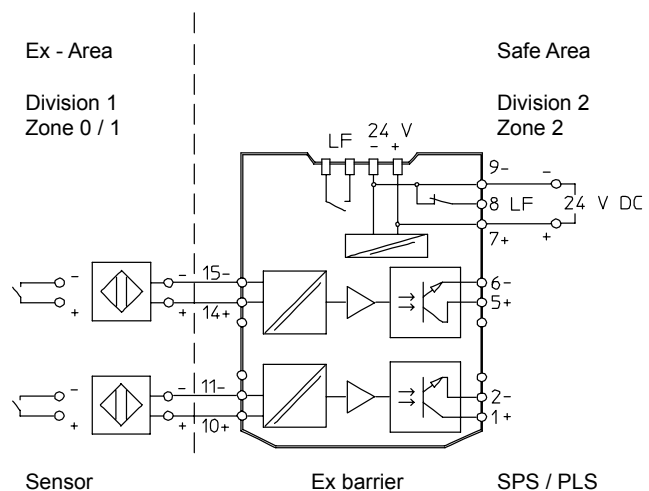 Ex - Area
Safe Area
Division 1
Zone 0 / 1
Division 2
Zone 2
LF 24 V
- +
9-
-
8 LF
24 V DC
7+
+
- - 15-
+ + 14+
6-
5+
- - 11-
+ + 10+
2-
1+
Sensor
Ex barrier
SPS / PLS